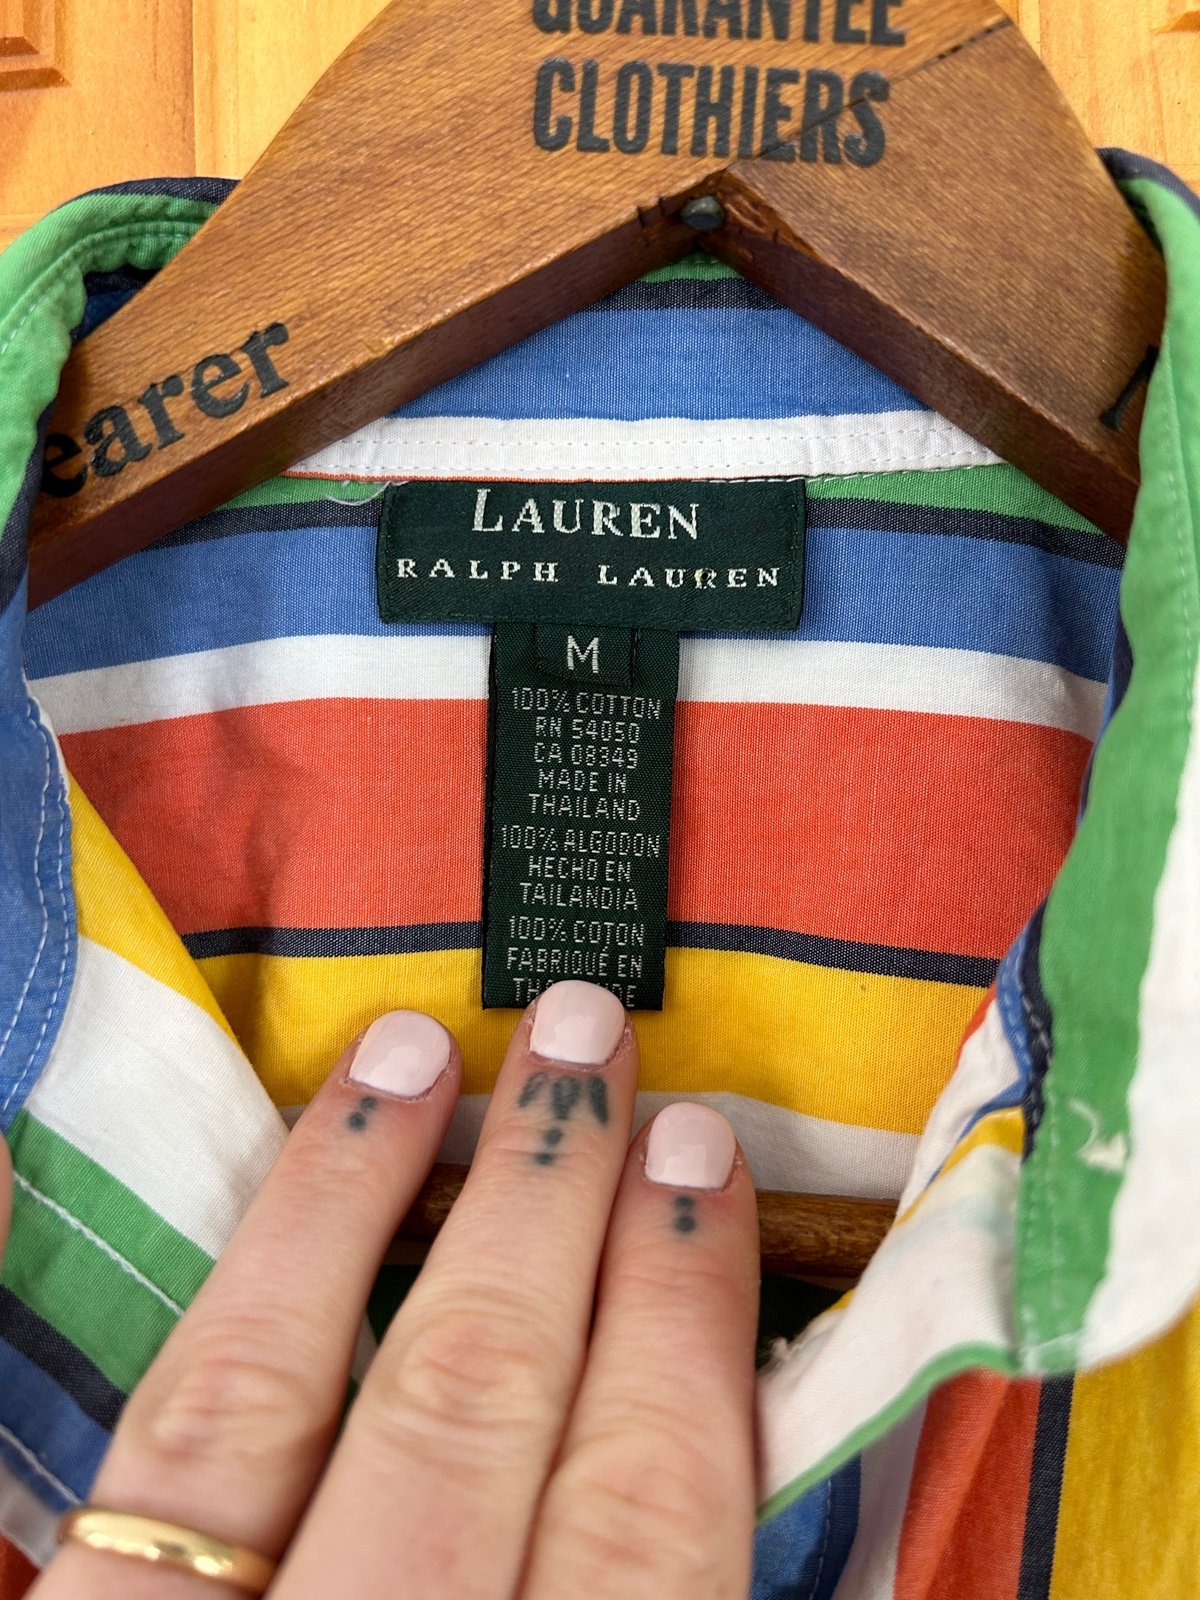 GUARANTEE
CLOTHIERS
earer
LAUREN
RALPH LAUREN
M
100% COTTON
RN 54050
CA 08349
MADE IN
THAILAND
100% ALGODON
HECHO EN
TAILANDIA
100% COTON
FABRIQUÉ EN